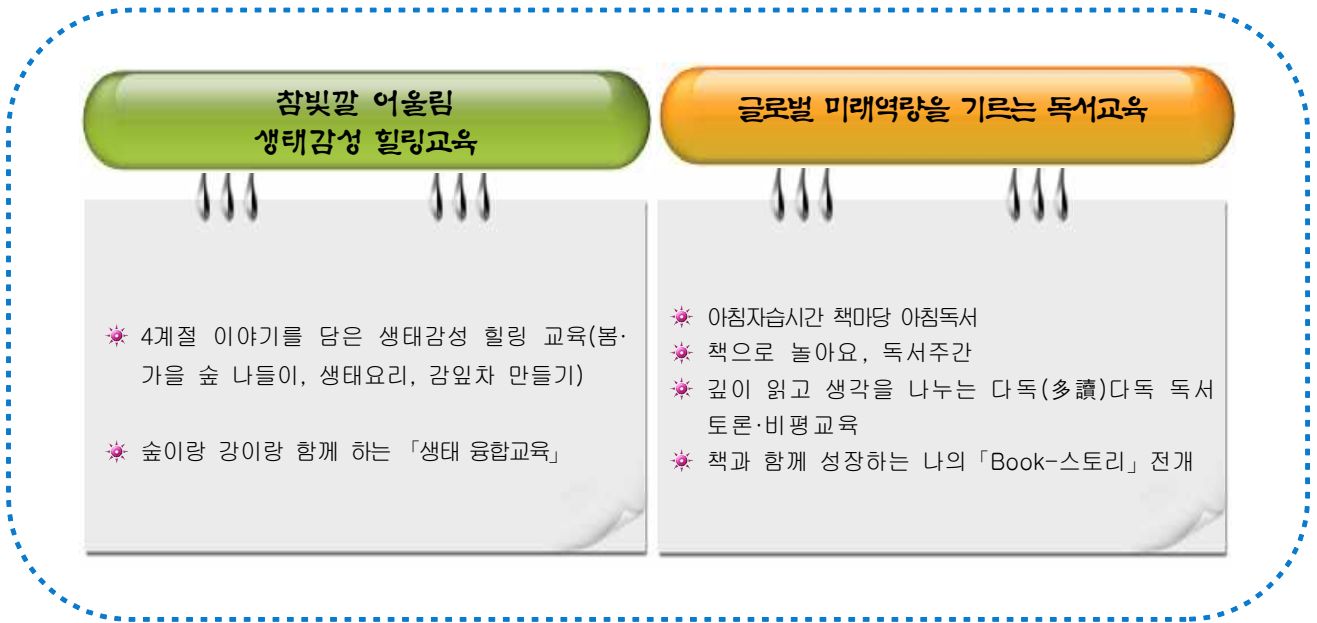 참빛깔 어울림
생태감성 힐링교육
4계절 이야기를 담은 생태감성 힐링 교육(봄·
가을 숲 나들이, 생태요리, 감잎차 만들기)
숲이랑 강이랑 함께 하는 「생태 융합교육」
글로벌 미래역량을 기르는 독서교육
아침자습시간 책마당 아침독서
책으로 놀아요, 독서주간
깊이 읽고 생각을 나누는 다독(多讀)다독 독서
토론·비평교육
책과 함께 성장하는 나의「Book-스토리」전개